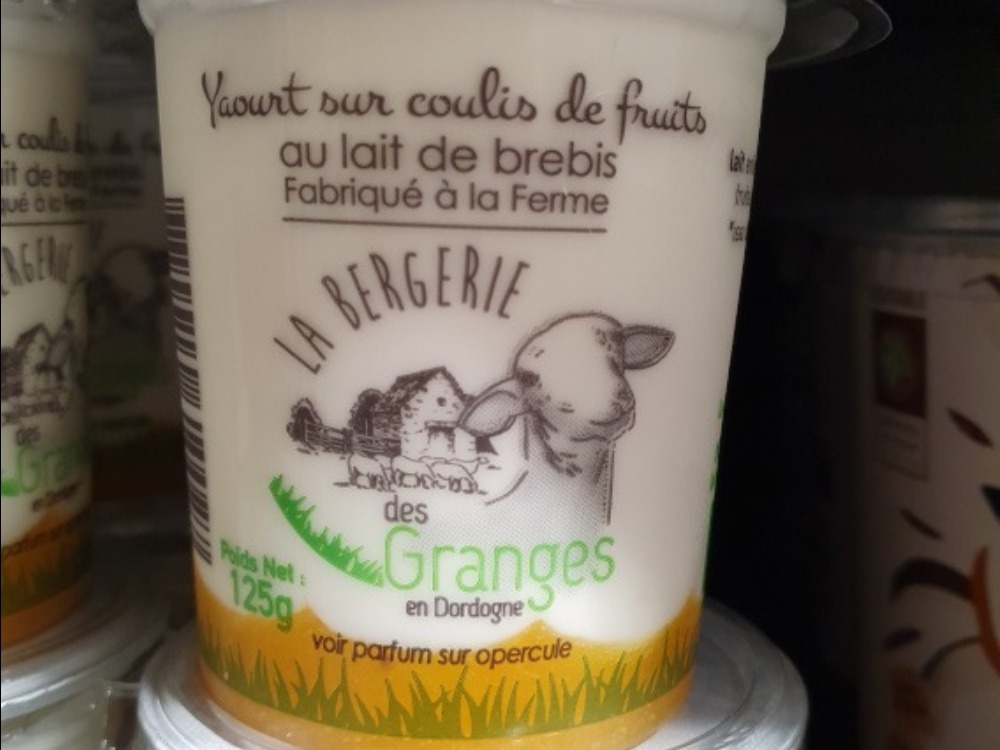 Yaourt sur coulis de fruits
au lait de brebis
Fabriqué à la Ferme
LA BERGERIE
des
Granges
en Dordogne
Poids Net :
125g
voir parfum sur opercule